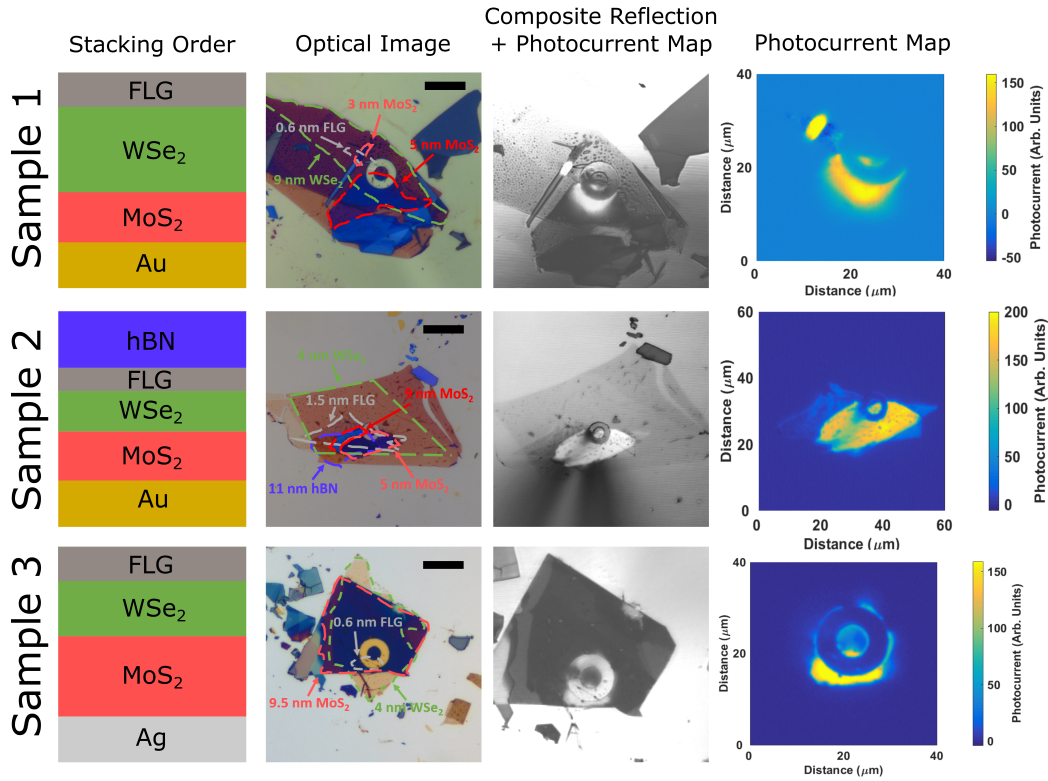 Stacking Order
Optical Image
Composite Reflection
+ Photocurrent Map
Photocurrent Map
Sample 1
FLG
WSe2
MoS2
Au
3 nm MoS2
0.6 nm FLG
5 nm MoS2
9 nm WSe2
40
20
0
Distance (μm)
0
20
40
Distance (μm)
150
100
50
0
-50
Photocurrent (Arb. Units)
Sample 2
hBN
FLG
WSe2
MoS2
Au
nm WSe2
nm MoS2
1.5 nm FLG
11 nm hBN
5 nm MoS2
60
40
20
0
Distance (μm)
0
20
40
60
Distance (μm)
200
150
100
50
0
Photocurrent (Arb. Units)
Sample 3
FLG
WSe2
MoS2
Ag
0.6 nm FLG
9.5 nm MoS2
4 nm WSe2
40
20
0
Distance (μm)
0
20
40
Distance (μm)
150
100
50
0
Photocurrent (Arb. Units)